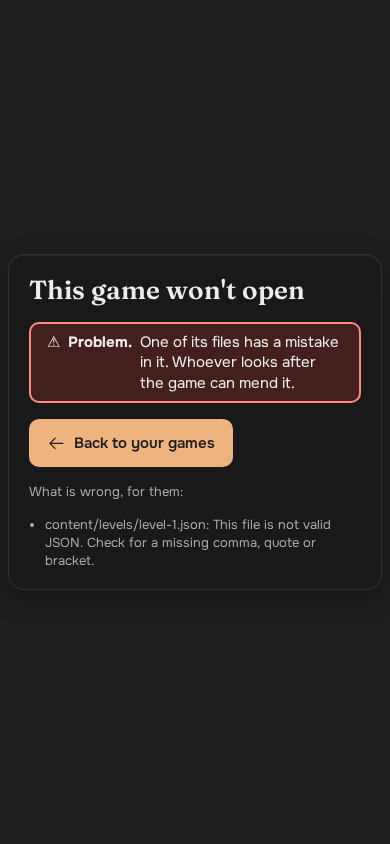 This game won't open
⚠ Problem. One of its files has a mistake
in it. Whoever looks after
the game can mend it.
← Back to your games
What is wrong, for them:
• content/levels/level-1.json: This file is not valid
JSON. Check for a missing comma, quote or
bracket.